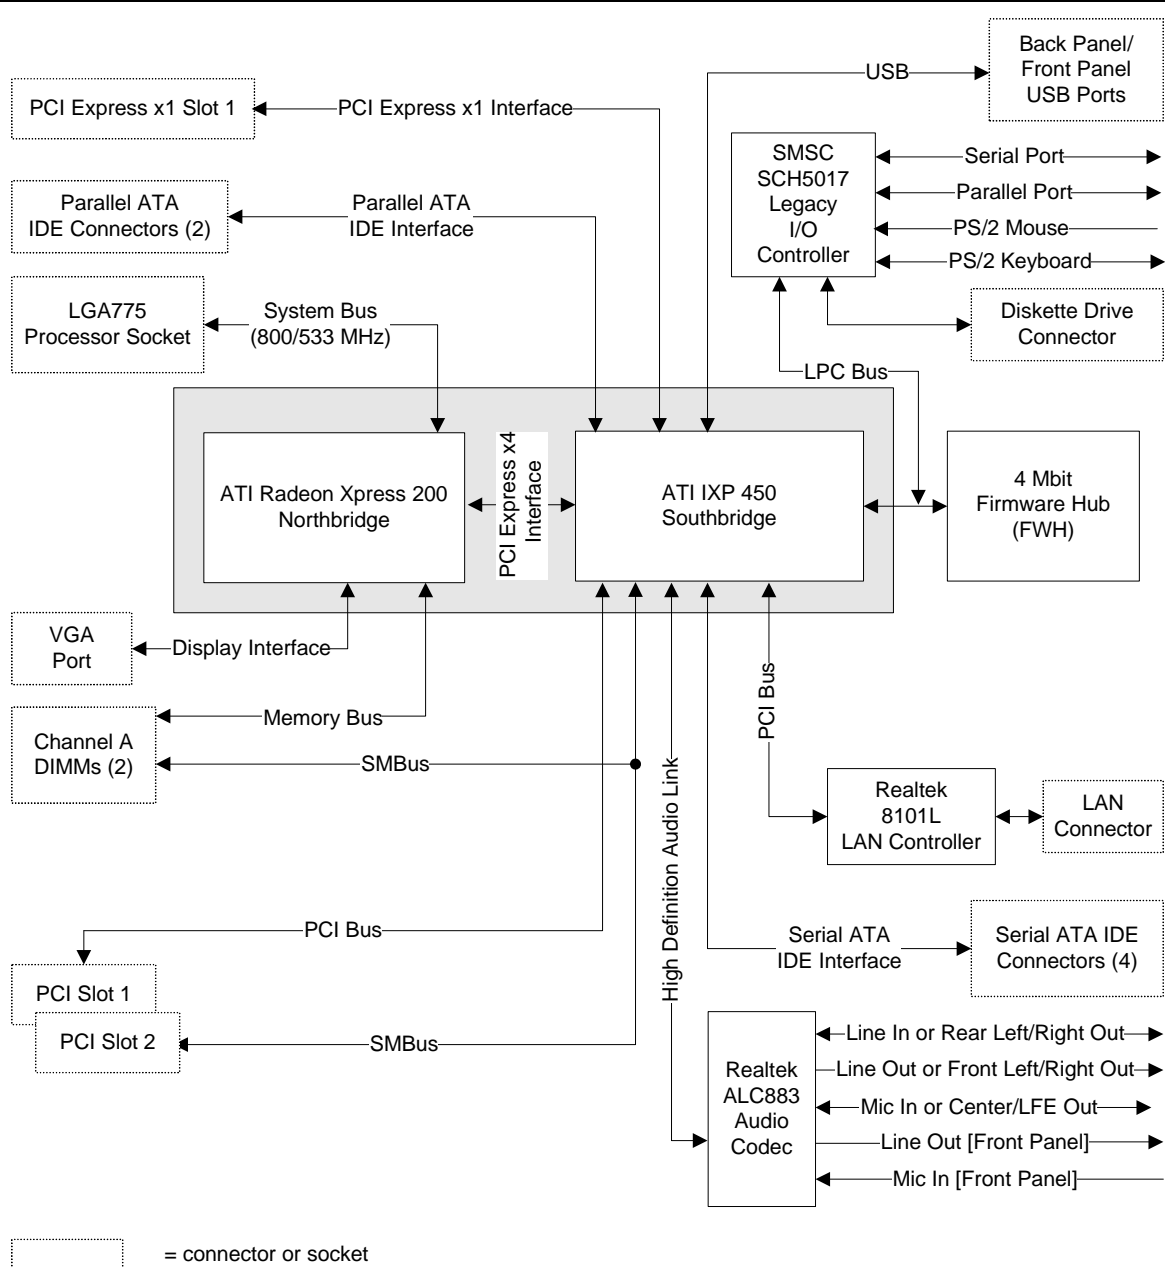 Back Panel/
Front Panel
USB Ports
USB
PCI Express x1 Slot 1
PCI Express x1 Interface
SMSC
SCH5017
Legacy
I/O
Controller
Serial Port
Parallel Port
PS/2 Mouse
PS/2 Keyboard
Parallel ATA
IDE Connectors (2)
Parallel ATA
IDE Interface
LGA775
Processor Socket
System Bus
(800/533 MHz)
Diskette Drive
Connector
LPC Bus
ATI Radeon Xpress 200
Northbridge
PCI Express x4
Interface
ATI IXP 450
Southbridge
4 Mbit
Firmware Hub
(FWH)
VGA
Port
Display Interface
Channel A
DIMMs (2)
Memory Bus
SMBus
PCI Bus
High Definition Audio Link
Realtek
8101L
LAN Controller
LAN
Connector
PCI Bus
Serial ATA
IDE Interface
Serial ATA IDE
Connectors (4)
PCI Slot 1
PCI Slot 2
SMBus
Realtek
ALC883
Audio
Codec
Line In or Rear Left/Right Out
Line Out or Front Left/Right Out
Mic In or Center/LFE Out
Line Out [Front Panel]
Mic In [Front Panel]
= connector or socket